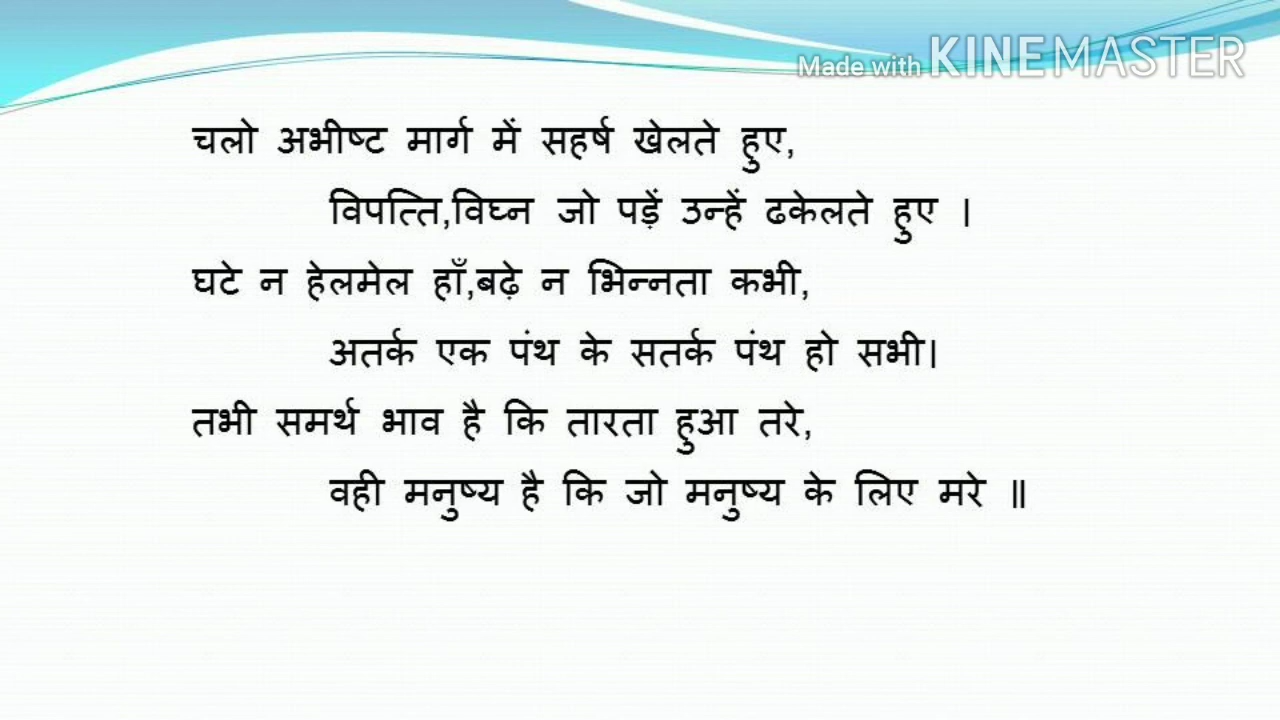 Made with KINEMASTER
चलो अभीष्ट मार्ग में सहर्ष खेलते हुए,
विपत्ति,विघ्न जो पड़ें उन्हें ढकेलते हुए ।
घटे न हेलमेल हाँ,बढ़े न भिन्नता कभी,
अतर्क एक पंथ के सतर्क पंथ हो सभी।
तभी समर्थ भाव है कि तारता हुआ तरे,
वही मनुष्य है कि जो मनुष्य के लिए मरे ॥